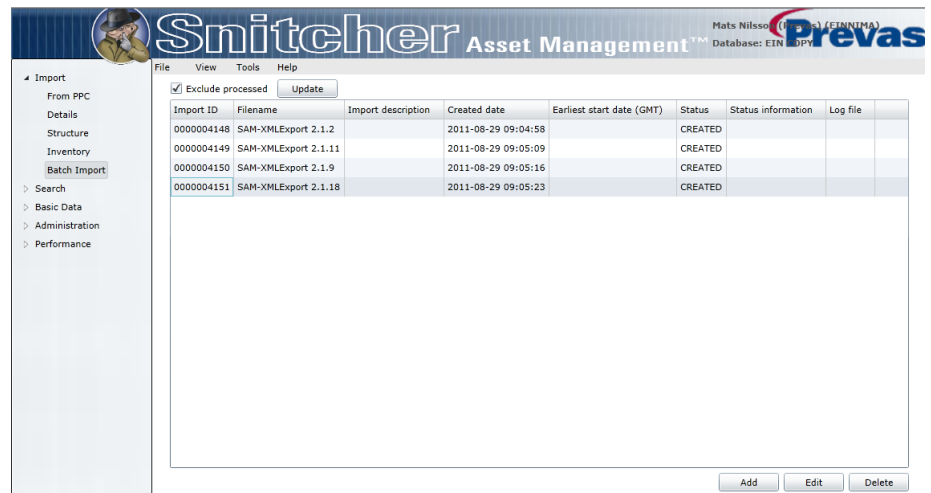 Snitcher Asset Management™
Mats Nilsson (Prevas) (FINNIMA)
Database: EIN COPY
Prevas
File View Tools Help
Import
From PPC
Details
Structure
Inventory
Batch Import
Search
Basic Data
Administration
Performance
Exclude processed Update
Import ID Filename Import description Created date Earliest start date (GMT) Status Status information Log file
0000004148 SAM-XMLExport 2.1.2 2011-08-29 09:04:58 CREATED
0000004149 SAM-XMLExport 2.1.11 2011-08-29 09:05:09 CREATED
0000004150 SAM-XMLExport 2.1.9 2011-08-29 09:05:16 CREATED
0000004151 SAM-XMLExport 2.1.18 2011-08-29 09:05:23 CREATED
Add Edit Delete